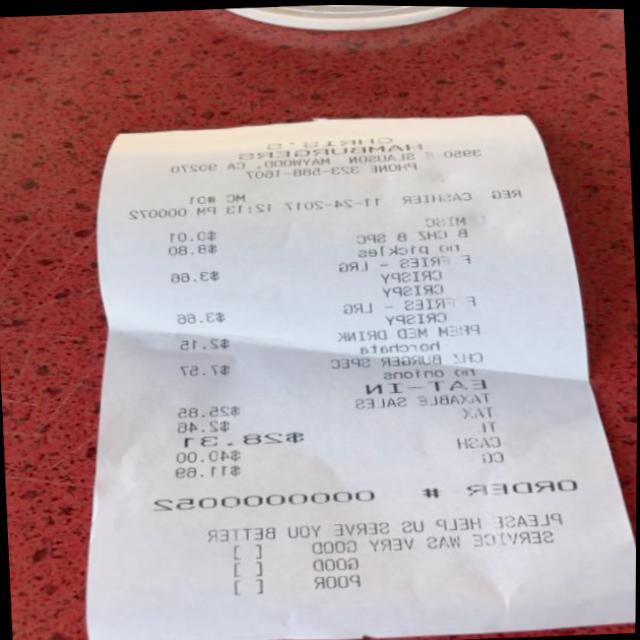 CHRIS'S
HAMBURGERS
3950 E SLAUSON MAYWOOD, CA 90270
PHONE 323-588-1607
MC #01
REG CASHIER 11-24-2017 12:13 PM 000072
MISC $0.01
B CHZ B SPC $8.80
no pickles
F FRIES - LRG $3.66
CRISPY
CRISPY
F FRIES - LRG $3.66
CRISPY
PREM MED DRINK $2.15
horchata
CHZ BURGER SPEC $7.57
no onions
EAT-IN
TAXABLE SALES $25.85
TAX $2.46
TL $28.31
CASH $40.00
CG $11.69
ORDER # 000000052
PLEASE HELP US SERVE YOU BETTER
SERVICE WAS VERY GOOD [ ]
GOOD [ ]
POOR [ ]